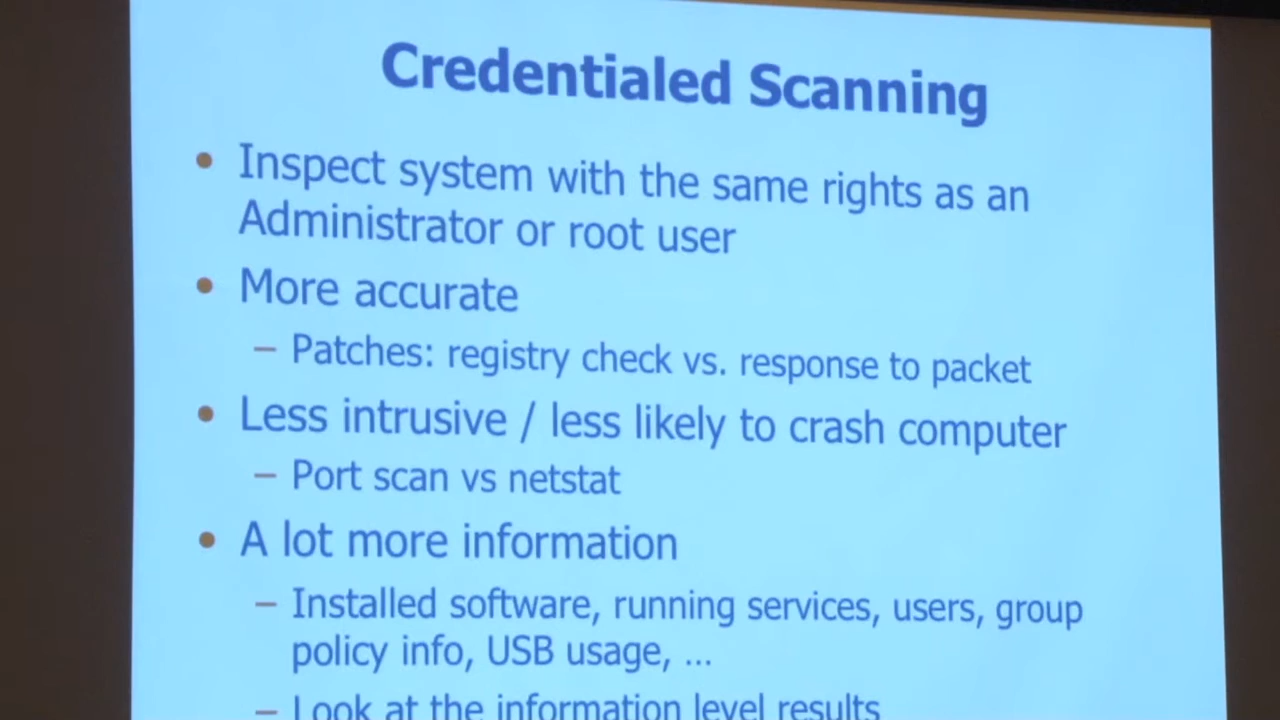 Credentialed Scanning
• Inspect system with the same rights as an
Administrator or root user
• More accurate
– Patches: registry check vs. response to packet
• Less intrusive / less likely to crash computer
– Port scan vs netstat
• A lot more information
– Installed software, running services, users, group
policy info, USB usage, ...
– Look at the information level results